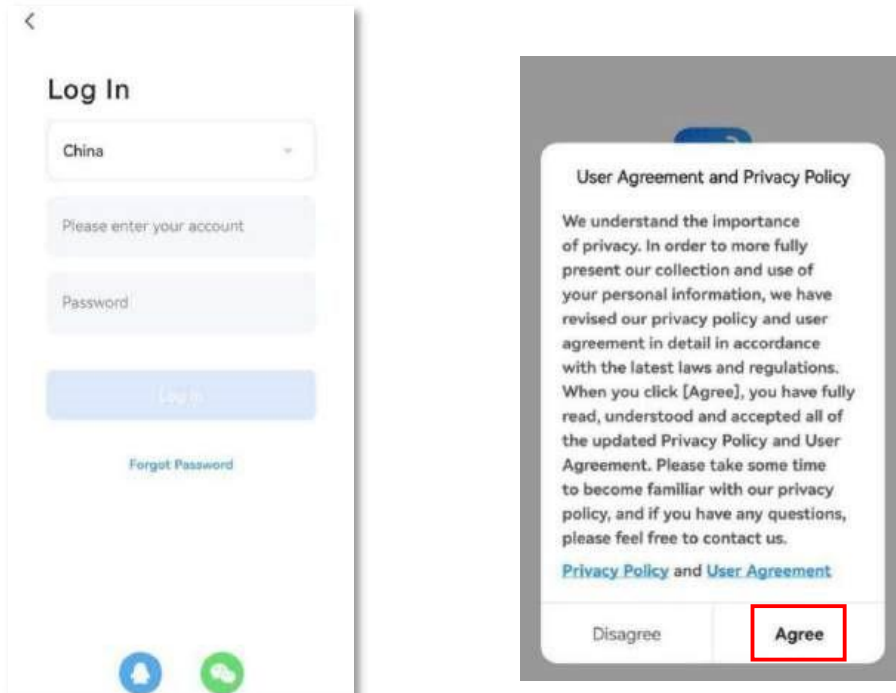 Log In
China
Please enter your account
Password
Log In
Forgot Password
User Agreement and Privacy Policy
We understand the importance
of privacy. In order to more fully
present our collection and use of
your personal information, we have
revised our privacy policy and user
agreement in detail in accordance
with the latest laws and regulations.
When you click [Agree], you have fully
read, understood and accepted all of
the updated Privacy Policy and User
Agreement. Please take some time
to become familiar with our privacy
policy, and if you have any questions,
please feel free to contact us.
Privacy Policy and User Agreement
Disagree
Agree